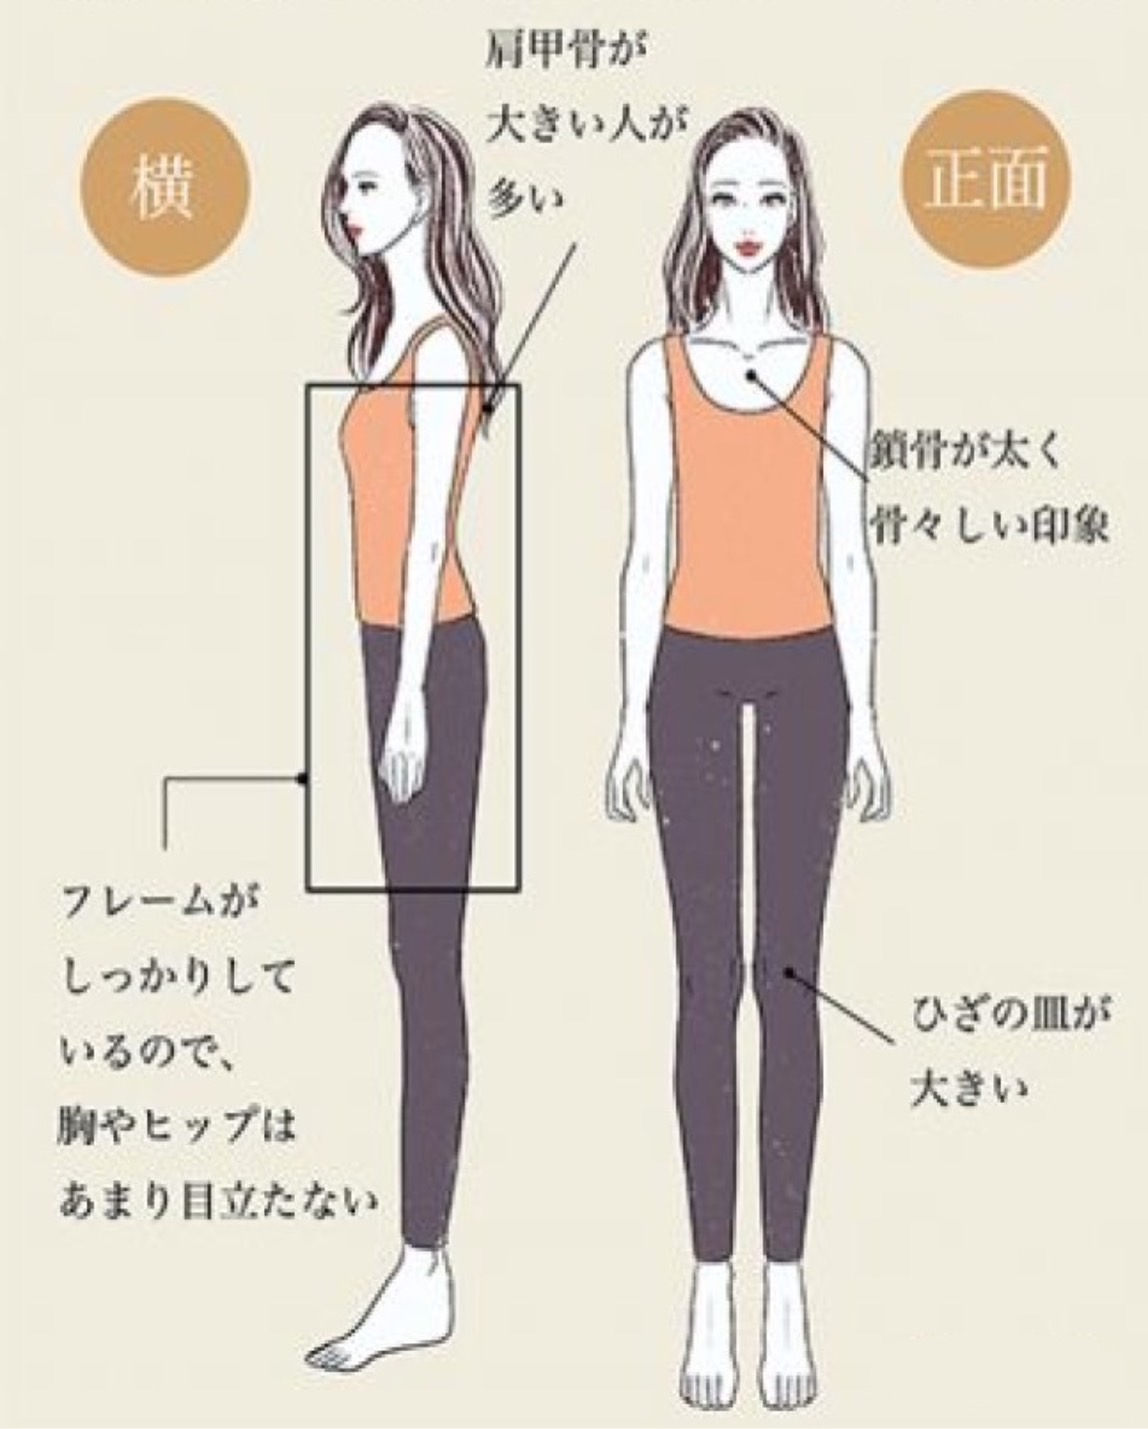 肩甲骨が
大きい人が
多い
横
正面
鎖骨が太く
骨々しい印象
フレームが
しっかりして
いるので、
胸やヒップは
あまり目立たない
ひざの皿が
大きい